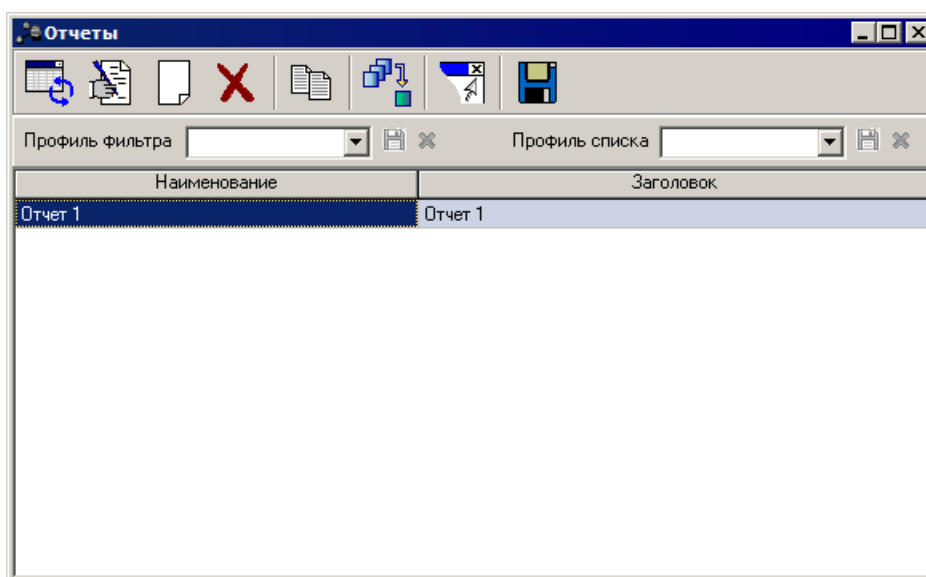 Отчеты
Профиль фильтра Профиль списка
Наименование Заголовок
Отчет 1 Отчет 1